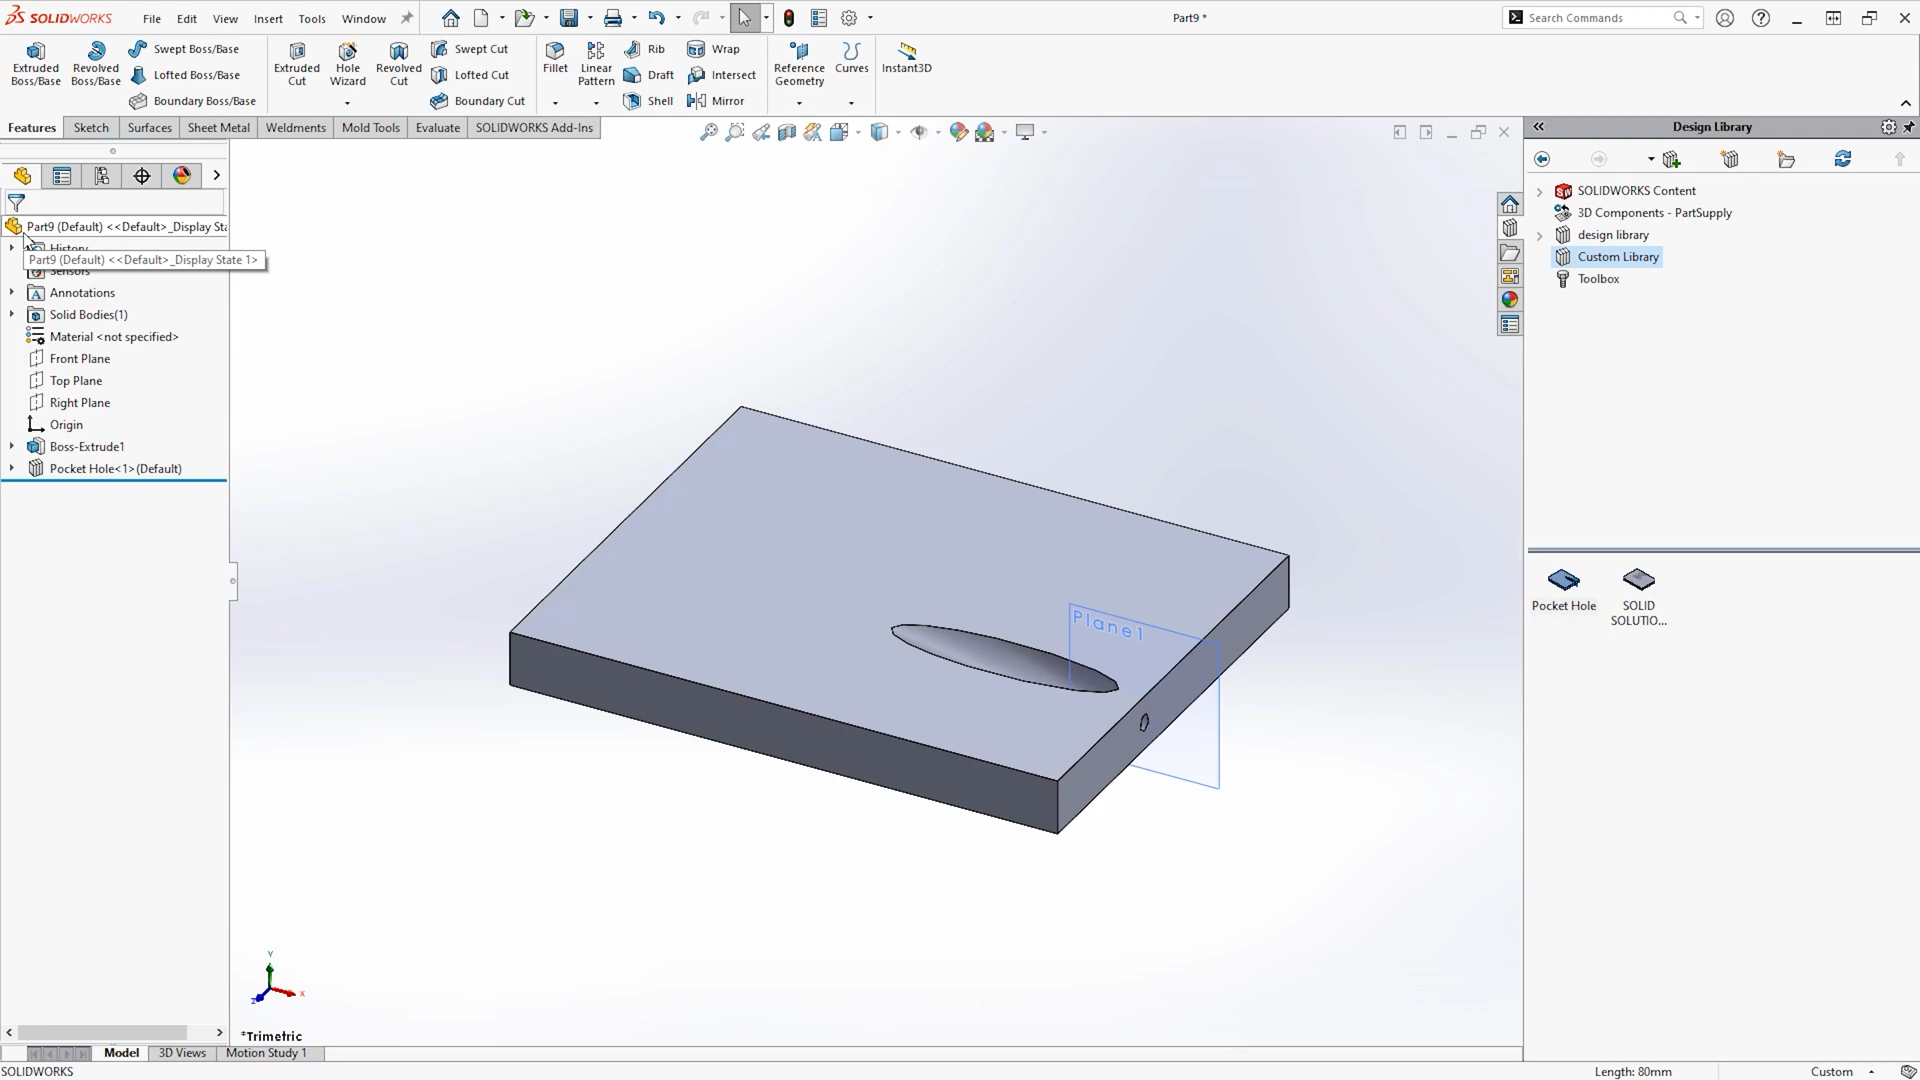 SOLIDWORKS
File Edit View Insert Tools Window
Part9 *
Search Commands
Extruded Boss/Base
Revolved Boss/Base
Swept Boss/Base
Lofted Boss/Base
Boundary Boss/Base
Extruded Cut
Hole Wizard
Revolved Cut
Swept Cut
Lofted Cut
Boundary Cut
Fillet
Linear Pattern
Rib
Draft
Shell
Wrap
Intersect
Mirror
Reference Geometry
Curves
Instant3D
Features Sketch Surfaces Sheet Metal Weldments Mold Tools Evaluate SOLIDWORKS Add-Ins
Part9 (Default) <<Default>_Display Sta
History
Part9 (Default) <<Default>_Display State 1>
Sensors
Annotations
Solid Bodies(1)
Material <not specified>
Front Plane
Top Plane
Right Plane
Origin
Boss-Extrude1
Pocket Hole<1>(Default)
Plane1
Y
X
Z
*Trimetric
Design Library
SOLIDWORKS Content
3D Components - PartSupply
design library
Custom Library
Toolbox
Pocket Hole
SOLID SOLUTIO...
Model 3D Views Motion Study 1
SOLIDWORKS
Length: 80mm
Custom